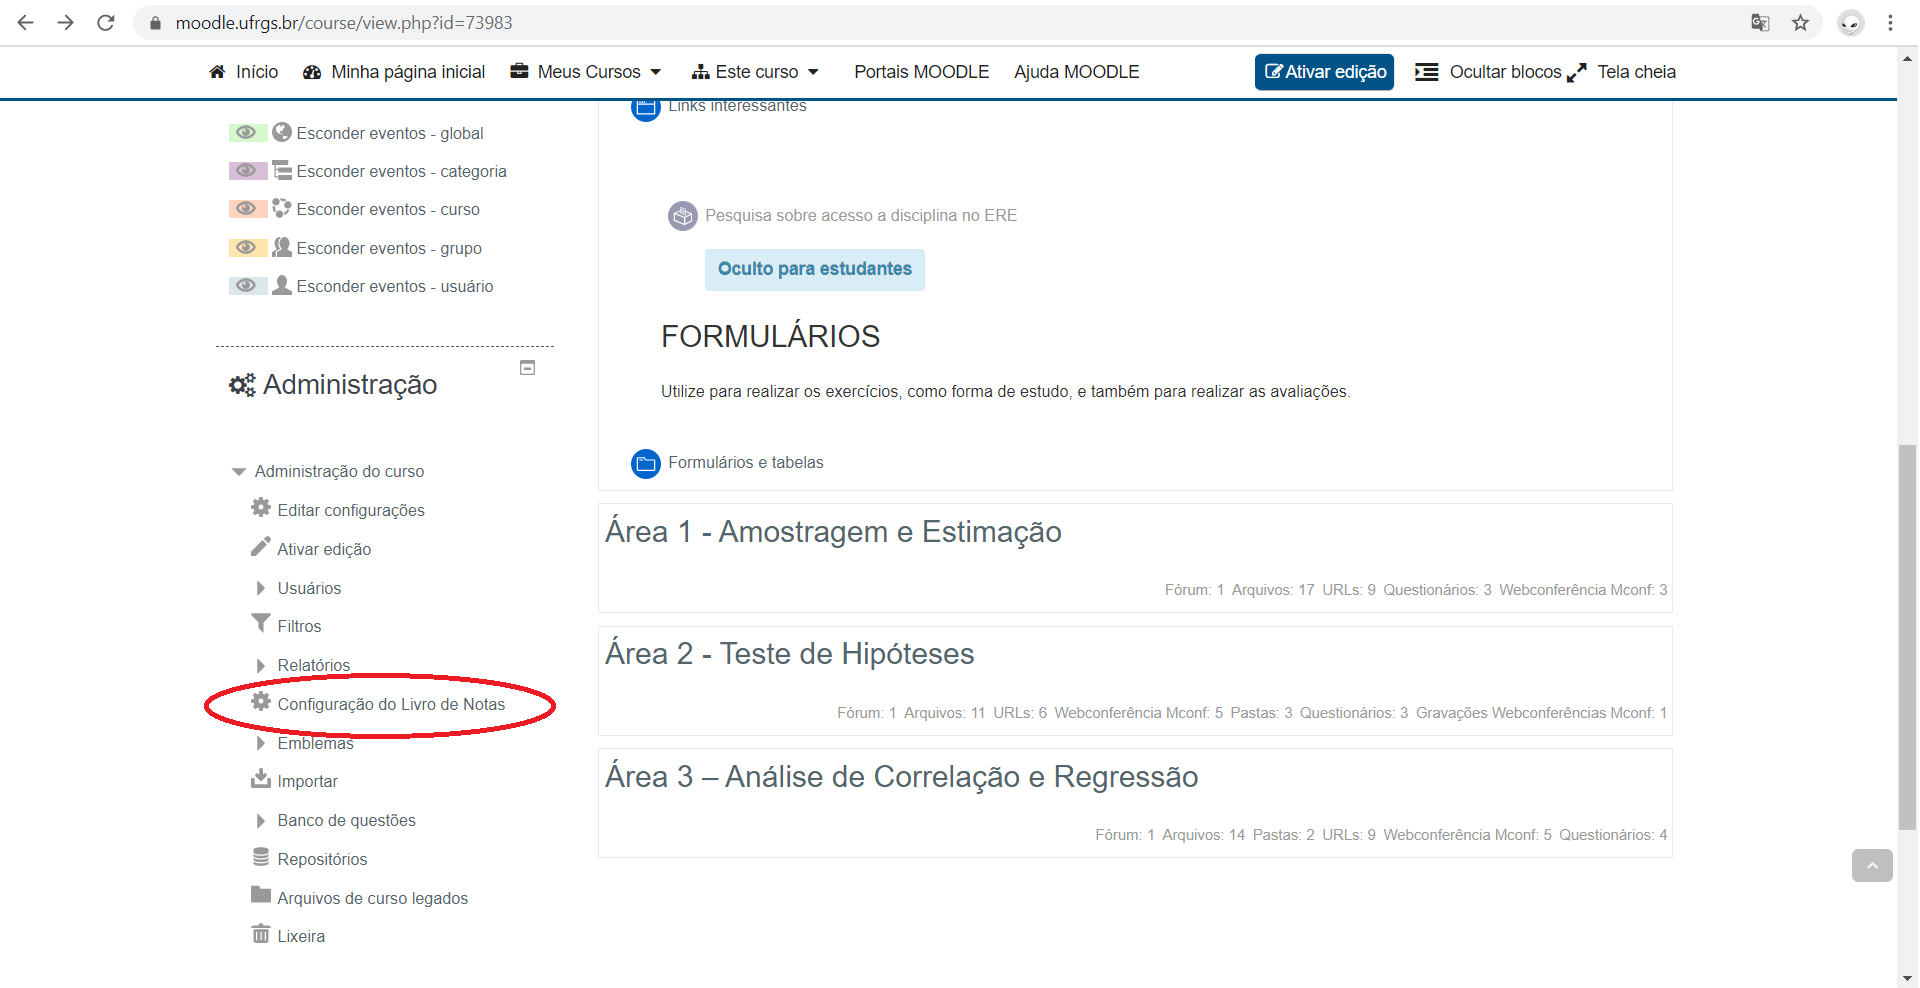 moodle.ufrgs.br/course/view.php?id=73983
Início Minha página inicial Meus Cursos Este curso Portais MOODLE Ajuda MOODLE Ativar edição Ocultar blocos Tela cheia
Esconder eventos - global
Esconder eventos - categoria
Esconder eventos - curso
Esconder eventos - grupo
Esconder eventos - usuário
Administração
Administração do curso
Editar configurações
Ativar edição
Usuários
Filtros
Relatórios
Configuração do Livro de Notas
Emblemas
Importar
Banco de questões
Repositórios
Arquivos de curso legados
Lixeira
Links interessantes
Pesquisa sobre acesso a disciplina no ERE
Oculto para estudantes
FORMULÁRIOS
Utilize para realizar os exercícios, como forma de estudo, e também para realizar as avaliações.
Formulários e tabelas
Área 1 - Amostragem e Estimação
Fórum: 1 Arquivos: 17 URLs: 9 Questionários: 3 Webconferência Mconf: 3
Área 2 - Teste de Hipóteses
Fórum: 1 Arquivos: 11 URLs: 6 Webconferência Mconf: 5 Pastas: 3 Questionários: 3 Gravações Webconferências Mconf: 1
Área 3 – Análise de Correlação e Regressão
Fórum: 1 Arquivos: 14 Pastas: 2 URLs: 9 Webconferência Mconf: 5 Questionários: 4